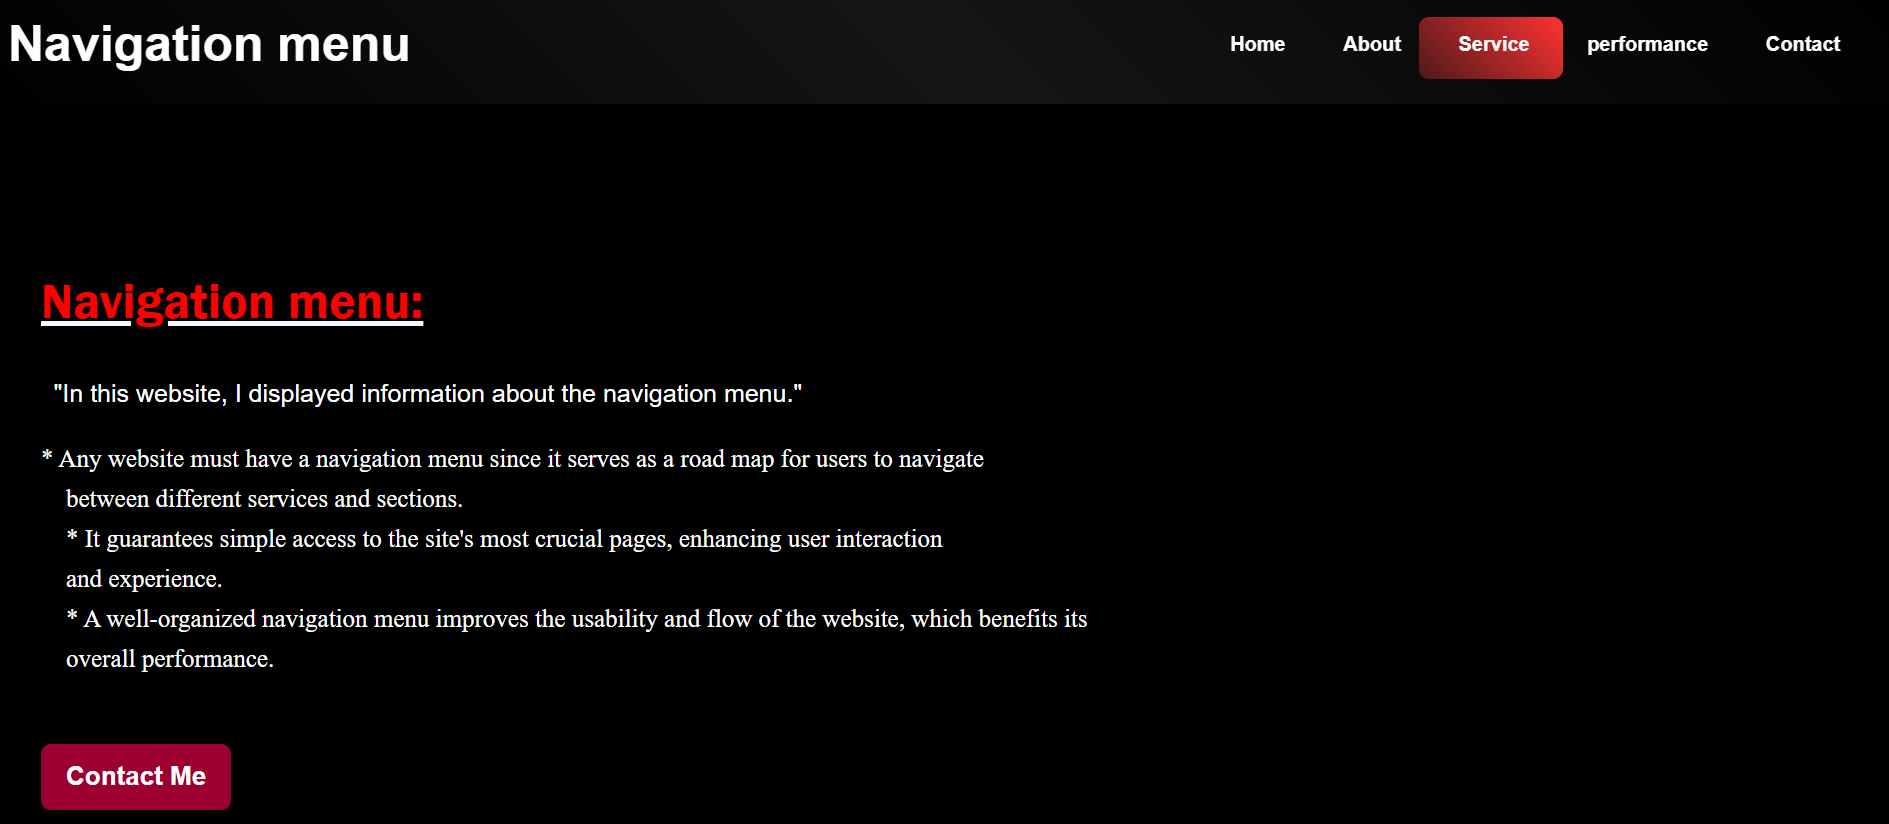 Navigation menu
Home About Service performance Contact
Navigation menu:
"In this website, I displayed information about the navigation menu."
* Any website must have a navigation menu since it serves as a road map for users to navigate
between different services and sections.
* It guarantees simple access to the site's most crucial pages, enhancing user interaction
and experience.
* A well-organized navigation menu improves the usability and flow of the website, which benefits its
overall performance.
Contact Me